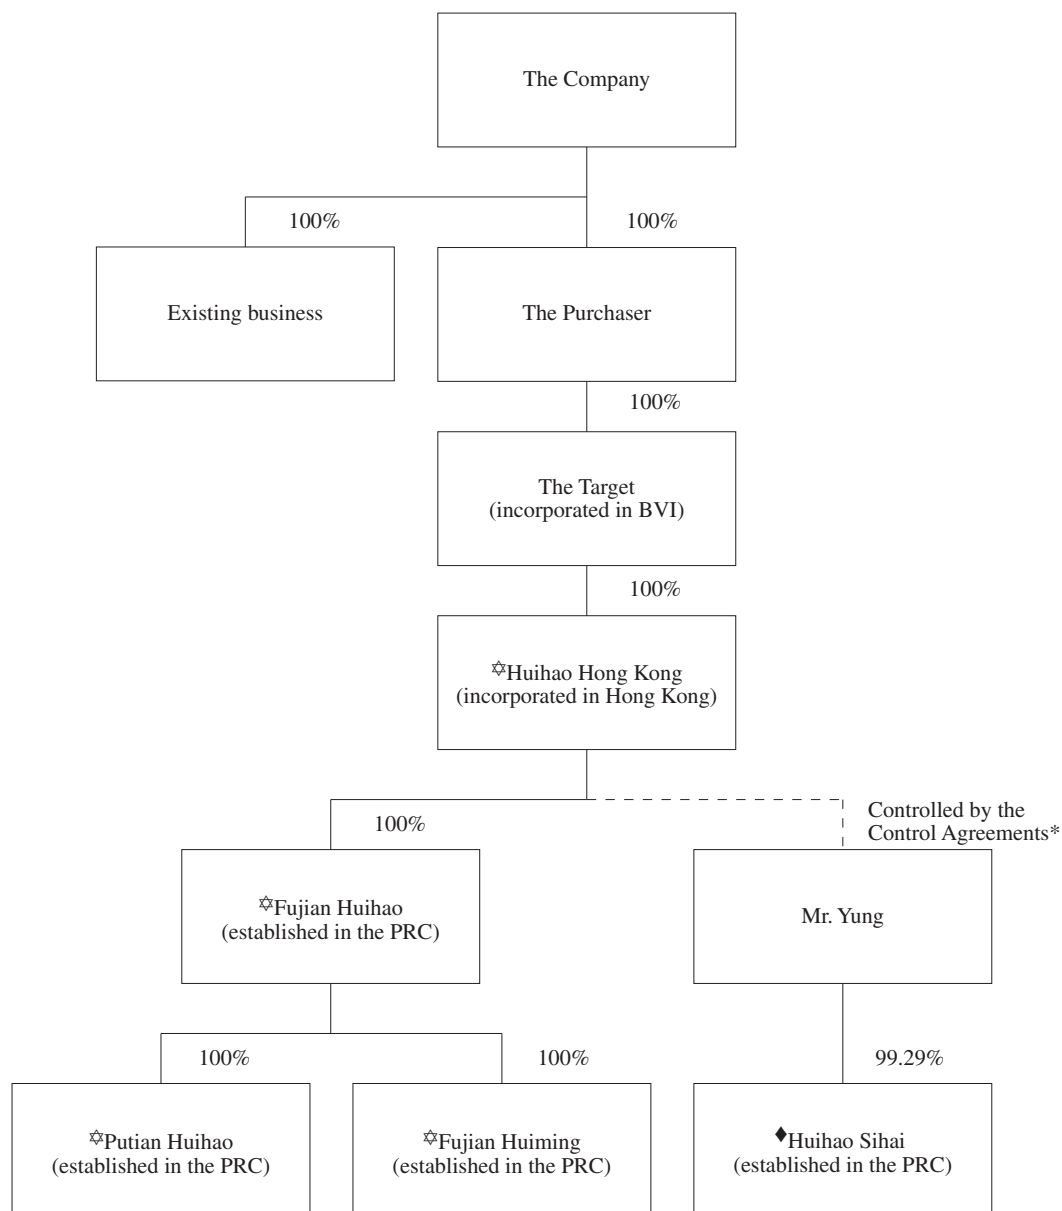 The Company
100%
100%
Existing business
The Purchaser
100%
The Target
(incorporated in BVI)
100%
✡Huihao Hong Kong
(incorporated in Hong Kong)
Controlled by the
Control Agreements*
100%
✡Fujian Huihao
(established in the PRC)
Mr. Yung
100%
100%
99.29%
✡Putian Huihao
(established in the PRC)
✡Fujian Huiming
(established in the PRC)
♦Huihao Sihai
(established in the PRC)